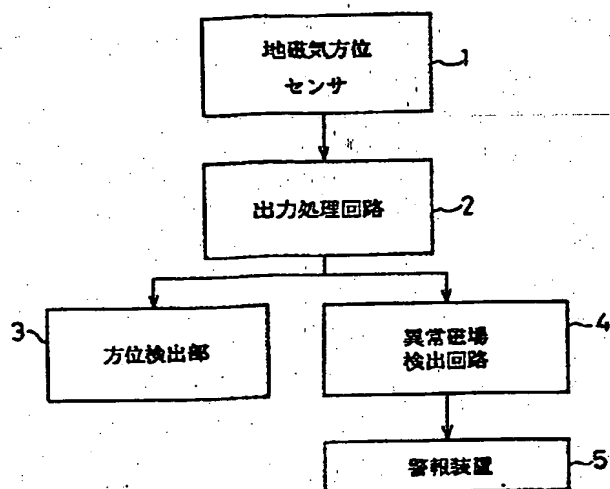 地磁気方位
センサ
1
出力処理回路
2
3
方位検出部
異常磁場
検出回路
4
警報装置
5